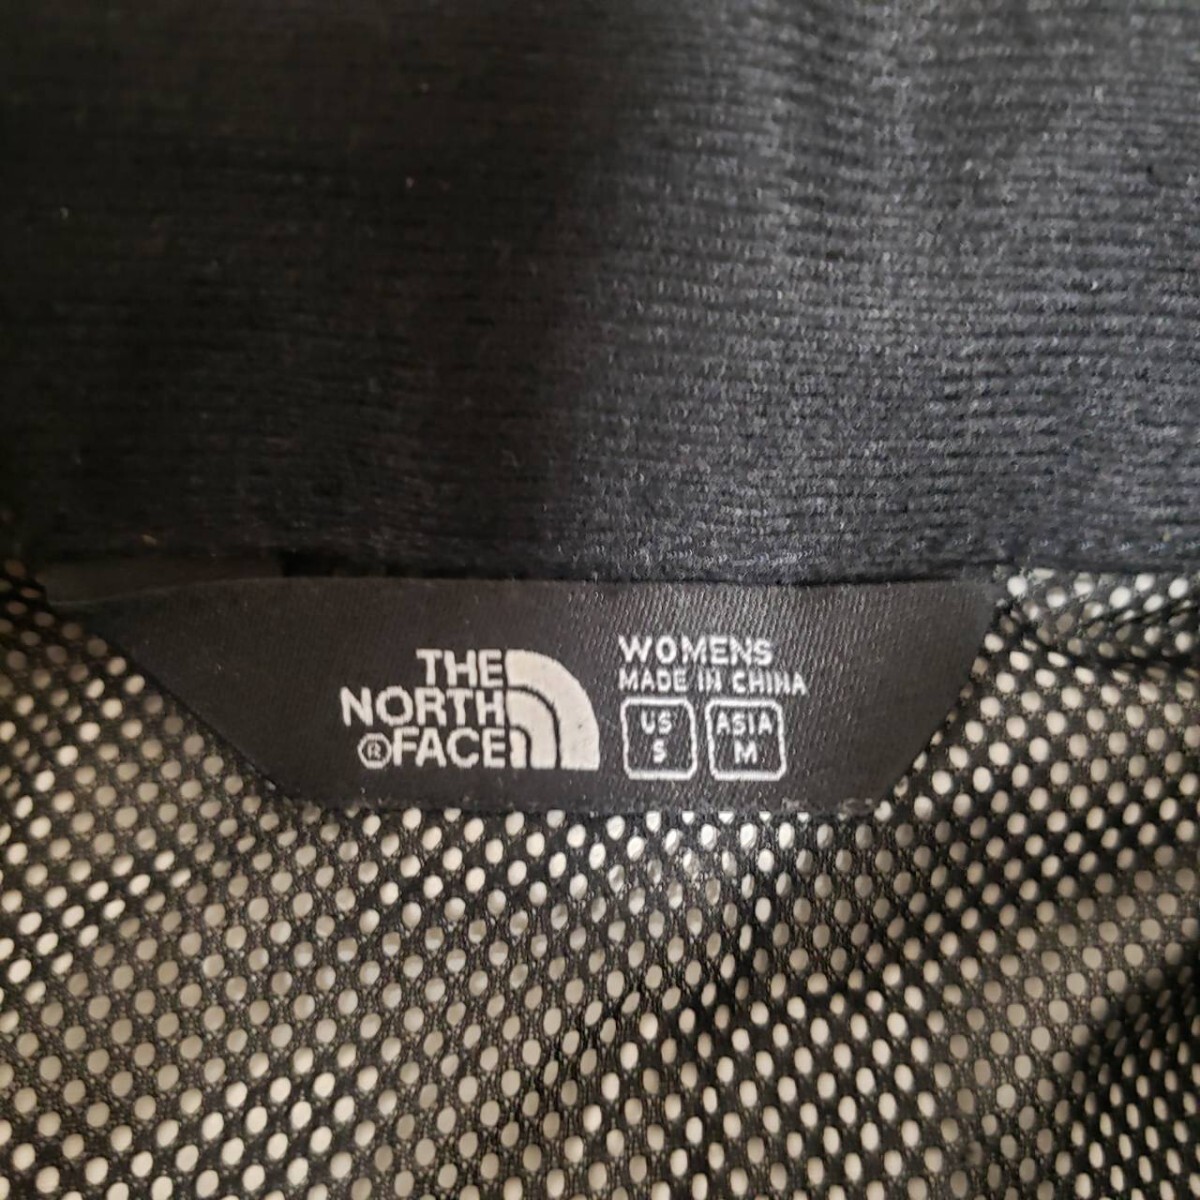 THE
NORTH
®FACE
WOMENS
MADE IN CHINA
US
S
ASIA
M